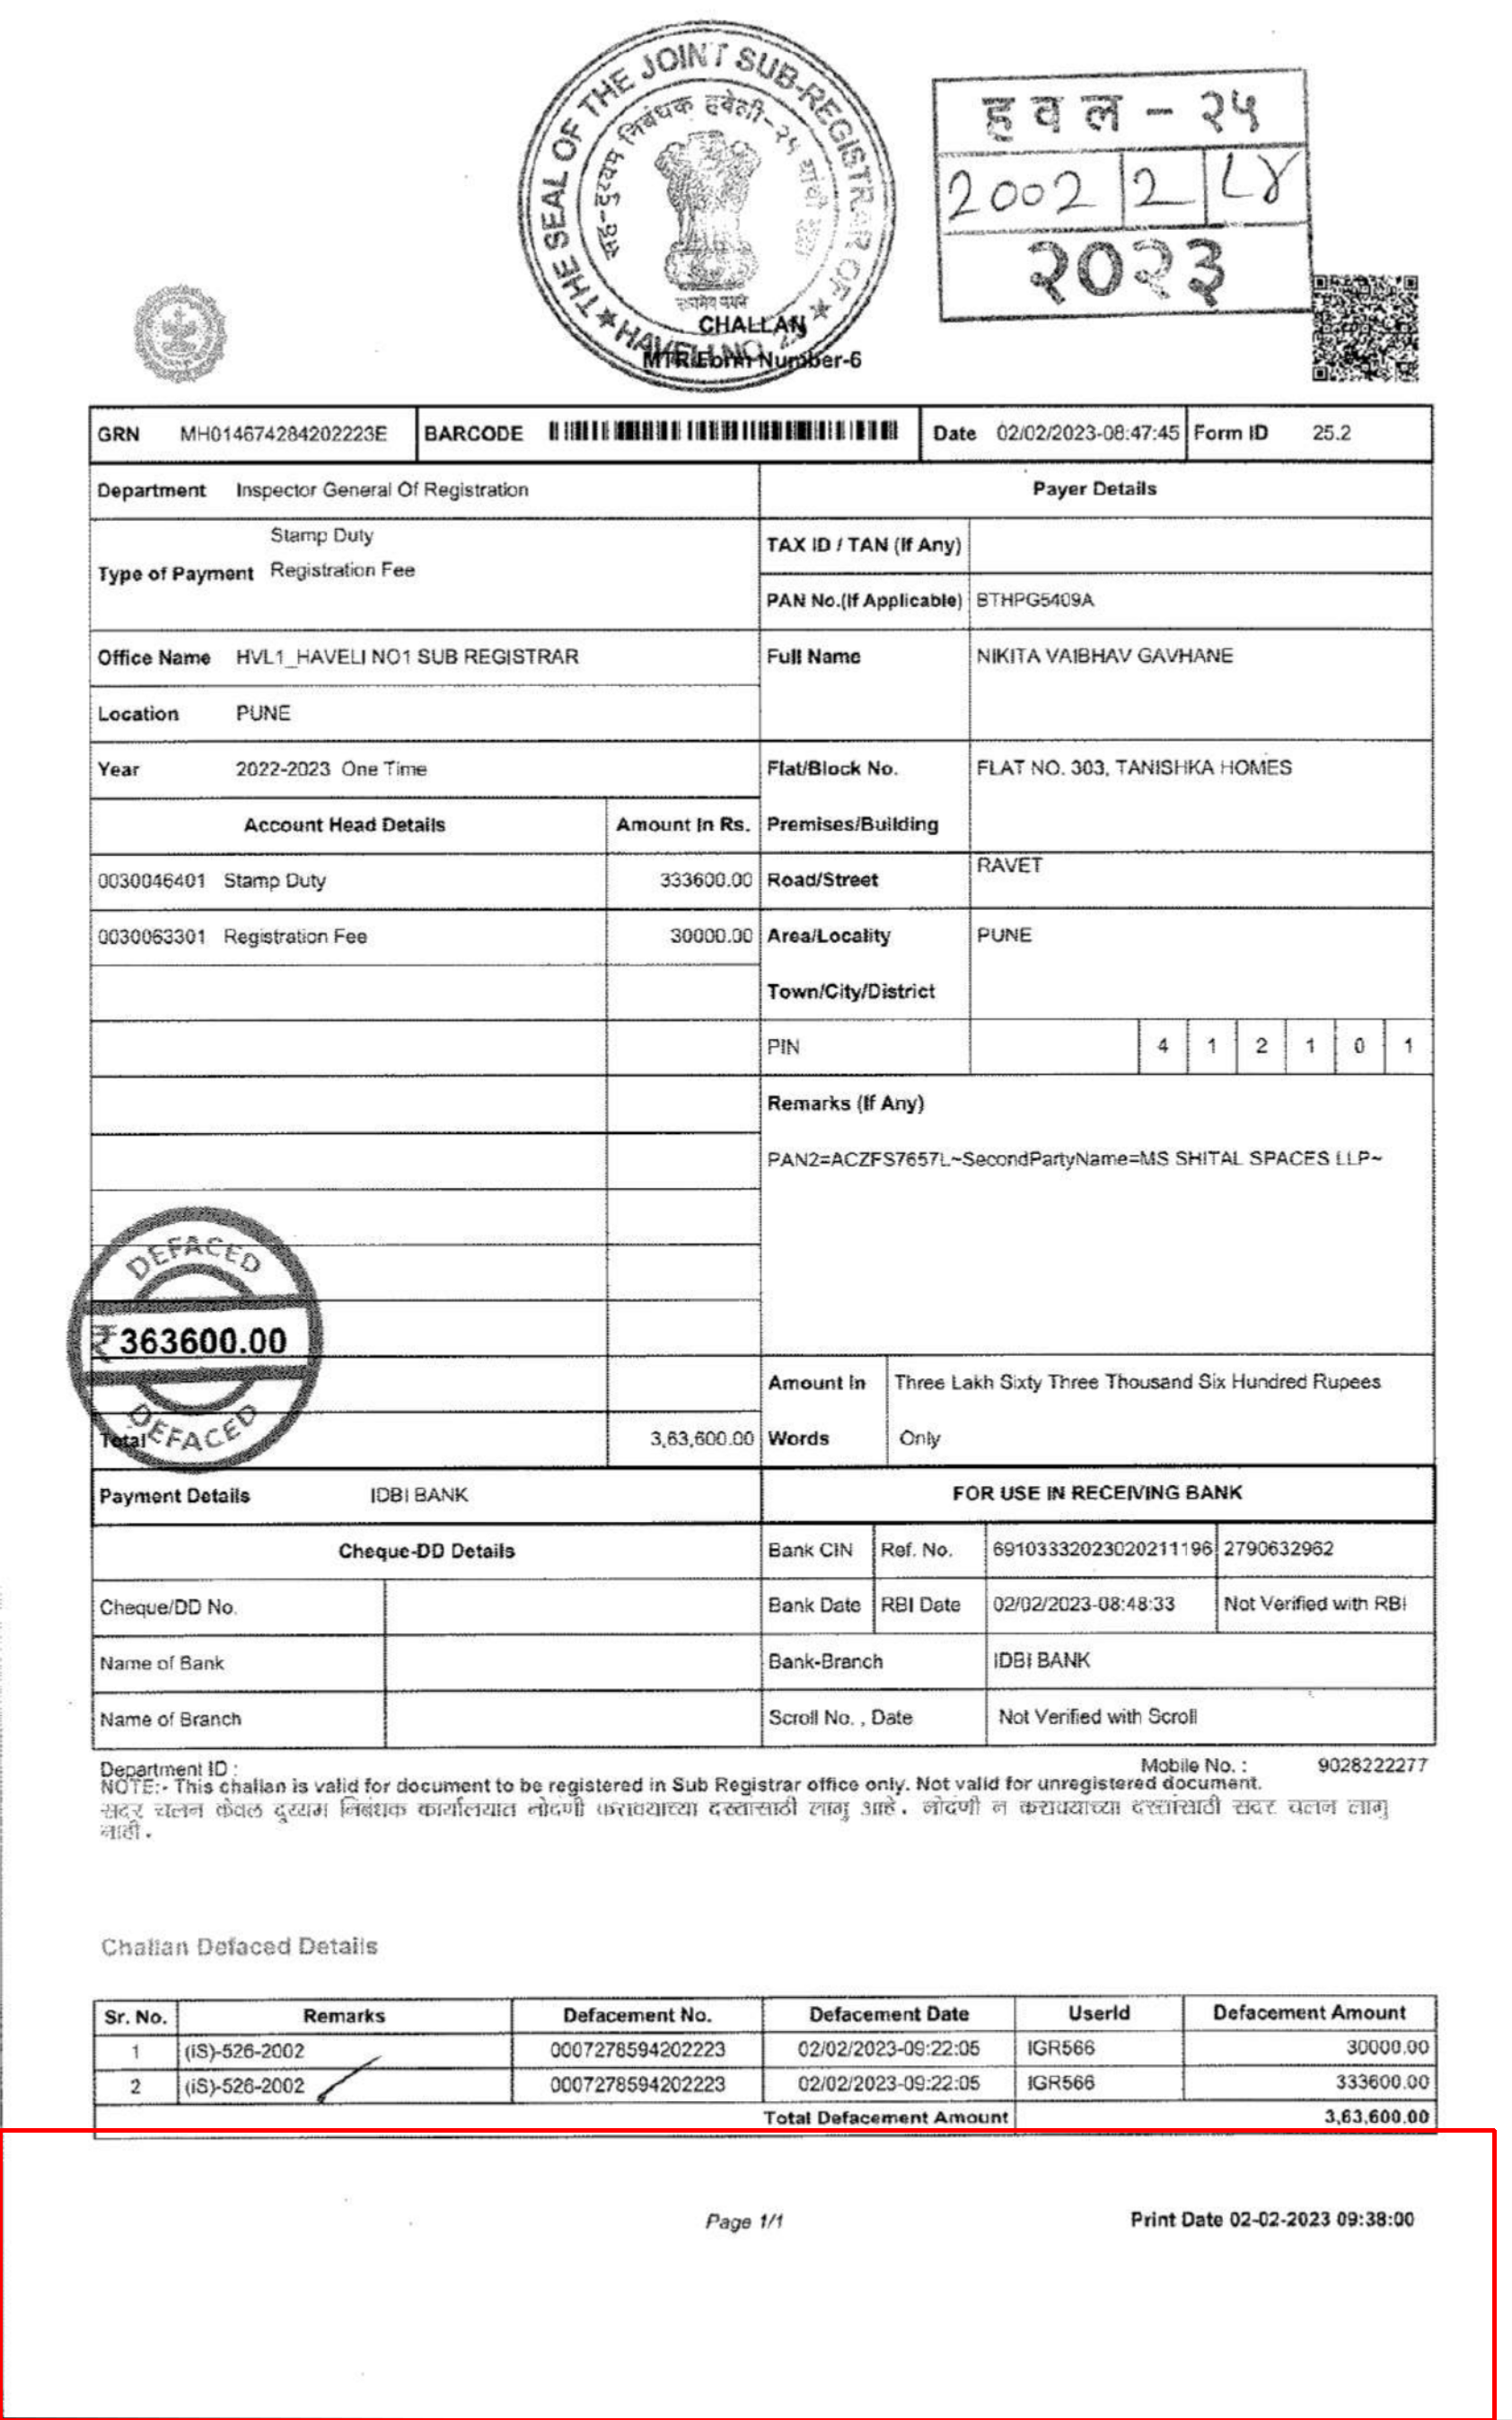 THE SEAL OF THE JOINT SUB-REGISTRAR OF
HAVELI NO. 25
सह-दुय्यम निबंधक हवेली-२५ यांची मुद्रा
सत्यमेव जयते
ह व ल - २५
2002 | 2 | ८४
२०२३
CHALLAN
MTR Form Number-6
GRN MH014674284202223E BARCODE Date 02/02/2023-08:47:45 Form ID 25.2
Department Inspector General Of Registration Payer Details
Stamp Duty
Type of Payment Registration Fee
TAX ID / TAN (If Any)
PAN No.(If Applicable) BTHPG5409A
Office Name HVL1_HAVELI NO1 SUB REGISTRAR Full Name NIKITA VAIBHAV GAVHANE
Location PUNE
Year 2022-2023 One Time Flat/Block No. FLAT NO. 303, TANISHKA HOMES
Account Head Details Amount In Rs. Premises/Building
0030046401 Stamp Duty 333600.00 Road/Street RAVET
0030063301 Registration Fee 30000.00 Area/Locality PUNE
Town/City/District
PIN 4 1 2 1 0 1
Remarks (If Any)
PAN2=ACZFS7657L~SecondPartyName=MS SHITAL SPACES LLP~
DEFACED
₹363600.00
DEFACED
Amount In Three Lakh Sixty Three Thousand Six Hundred Rupees
Total 3,63,600.00 Words Only
Payment Details IDBI BANK FOR USE IN RECEIVING BANK
Cheque-DD Details Bank CIN Ref. No. 69103332023020211196 2790632962
Cheque/DD No. Bank Date RBI Date 02/02/2023-08:48:33 Not Verified with RBI
Name of Bank Bank-Branch IDBI BANK
Name of Branch Scroll No. , Date Not Verified with Scroll
Department ID : Mobile No. : 9028222277
NOTE:- This challan is valid for document to be registered in Sub Registrar office only. Not valid for unregistered document.
सदर चलन केवळ दुय्यम निबंधक कार्यालयात नोंदणी करावयाच्या दस्तासाठी लागु आहे. नोंदणी न करावयाच्या दस्तासाठी सदर चलन लागु
नाही.
Challan Defaced Details
Sr. No. Remarks Defacement No. Defacement Date UserId Defacement Amount
1 (iS)-526-2002 0007278594202223 02/02/2023-09:22:05 IGR566 30000.00
2 (iS)-526-2002 0007278594202223 02/02/2023-09:22:05 IGR566 333600.00
Total Defacement Amount 3,63,600.00
Page 1/1 Print Date 02-02-2023 09:38:00